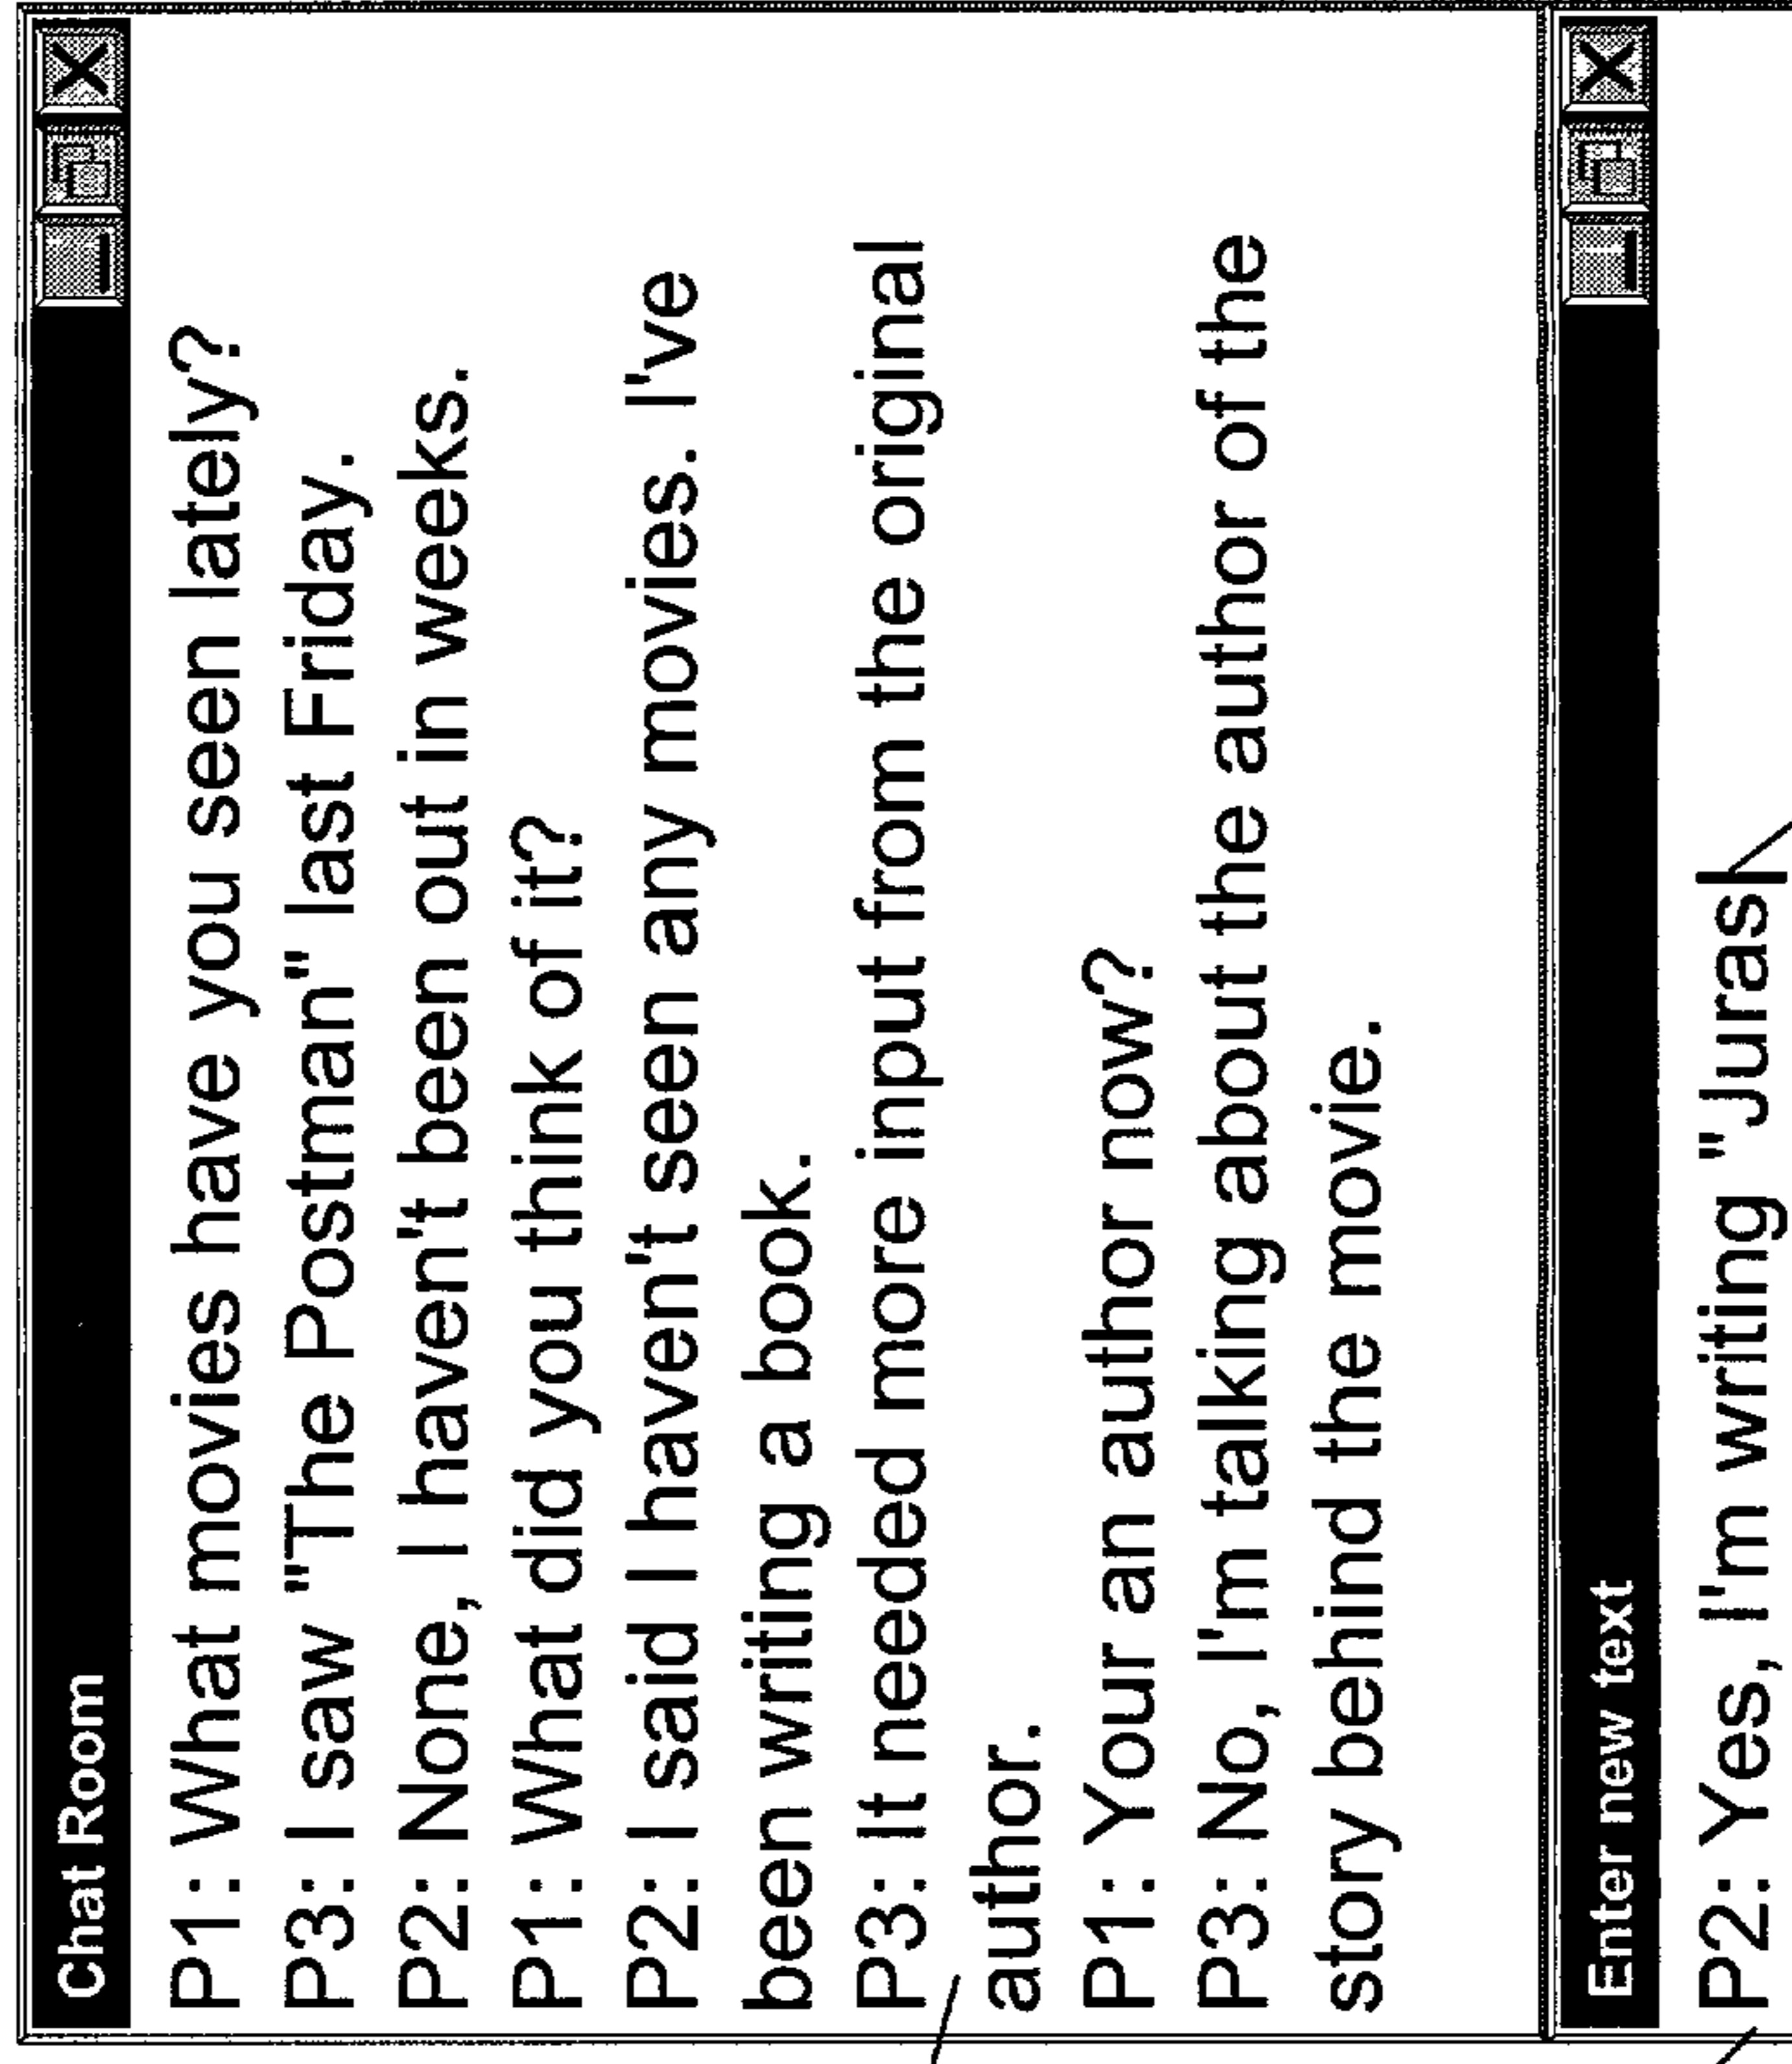 Chat Room
P1: What movies have you seen lately?
P3: I saw "The Postman" last Friday.
P2: None, I haven't been out in weeks.
P1: What did you think of it?
P2: I said I haven't seen any movies. I've
been writing a book.
P3: It needed more input from the original
author.
P1: Your an author now?
P3: No, I'm talking about the author of the
story behind the movie.
Enter new text
P2: Yes, I'm writing "Juras